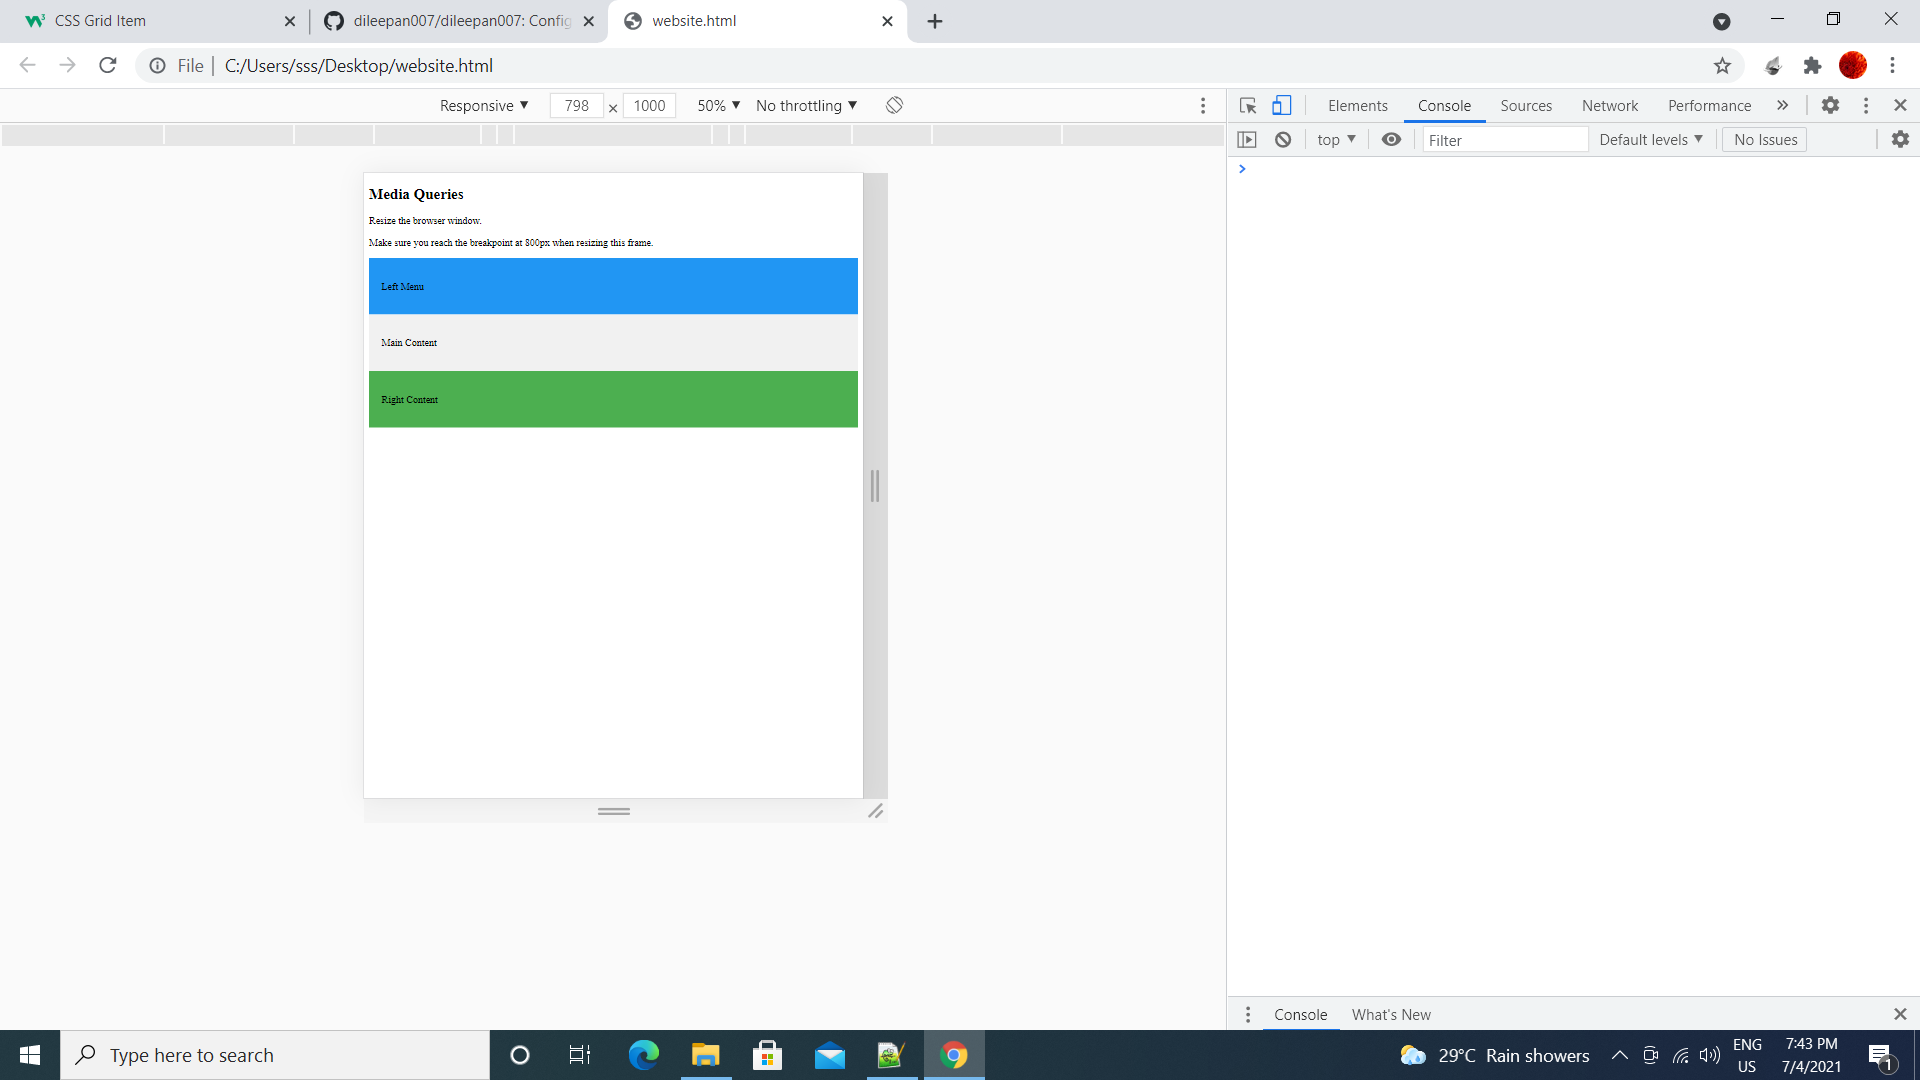 CSS Grid Item
dileepan007/dileepan007: Config
website.html
File | C:/Users/sss/Desktop/website.html
Responsive 798 × 1000 50% No throttling
Elements Console Sources Network Performance
top Filter Default levels No Issues
Media Queries
Resize the browser window.
Make sure you reach the breakpoint at 800px when resizing this frame.
Left Menu
Main Content
Right Content
Console What's New
Type here to search
29°C Rain showers
ENG
US
7:43 PM
7/4/2021
1